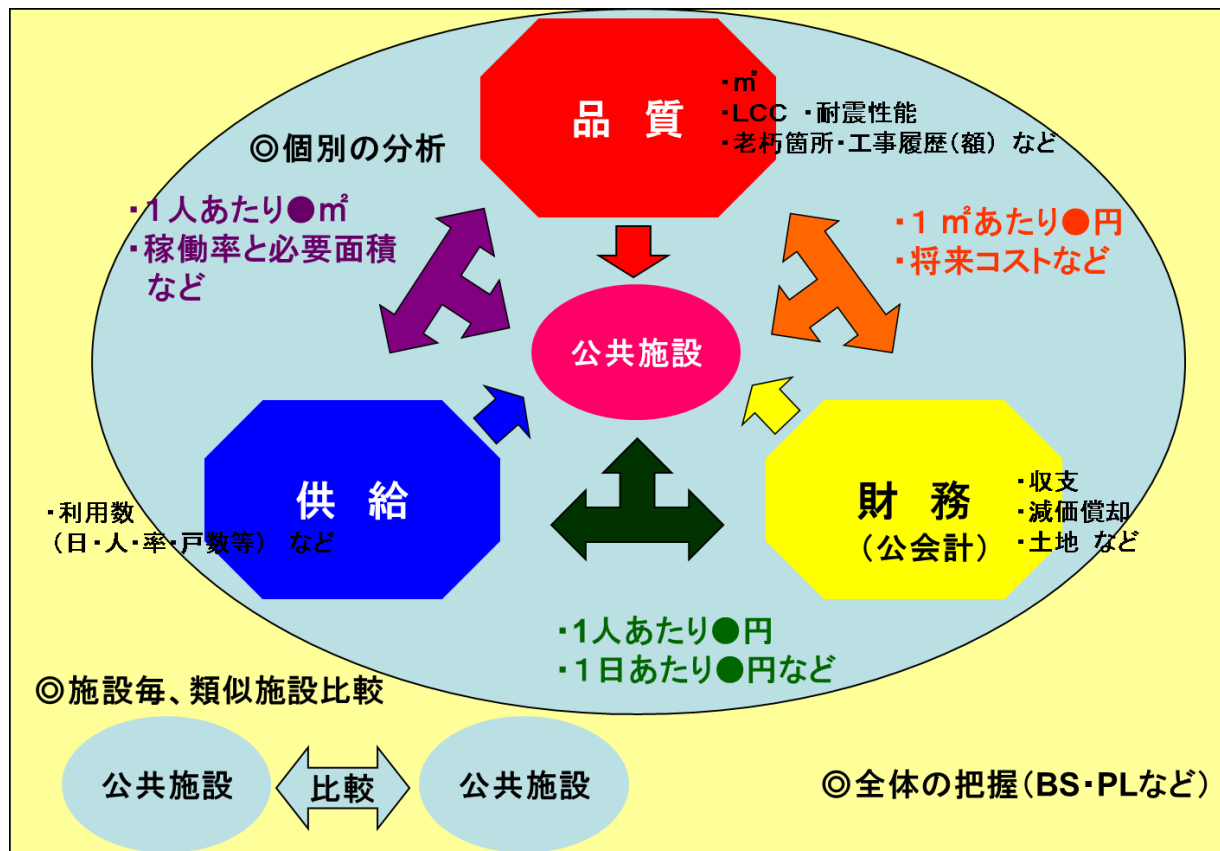 品 質
・㎡
・LCC ・耐震性能
・老朽箇所・工事履歴(額) など
◎個別の分析
・1人あたり●㎡
・稼働率と必要面積
など
・1 ㎡あたり●円
・将来コストなど
公共施設
供 給
・利用数
(日・人・率・戸数等) など
財 務
(公会計)
・収支
・減価償却
・土地 など
・1人あたり●円
・1日あたり●円など
◎施設毎、類似施設比較
公共施設
比較
公共施設
◎全体の把握(BS・PLなど)